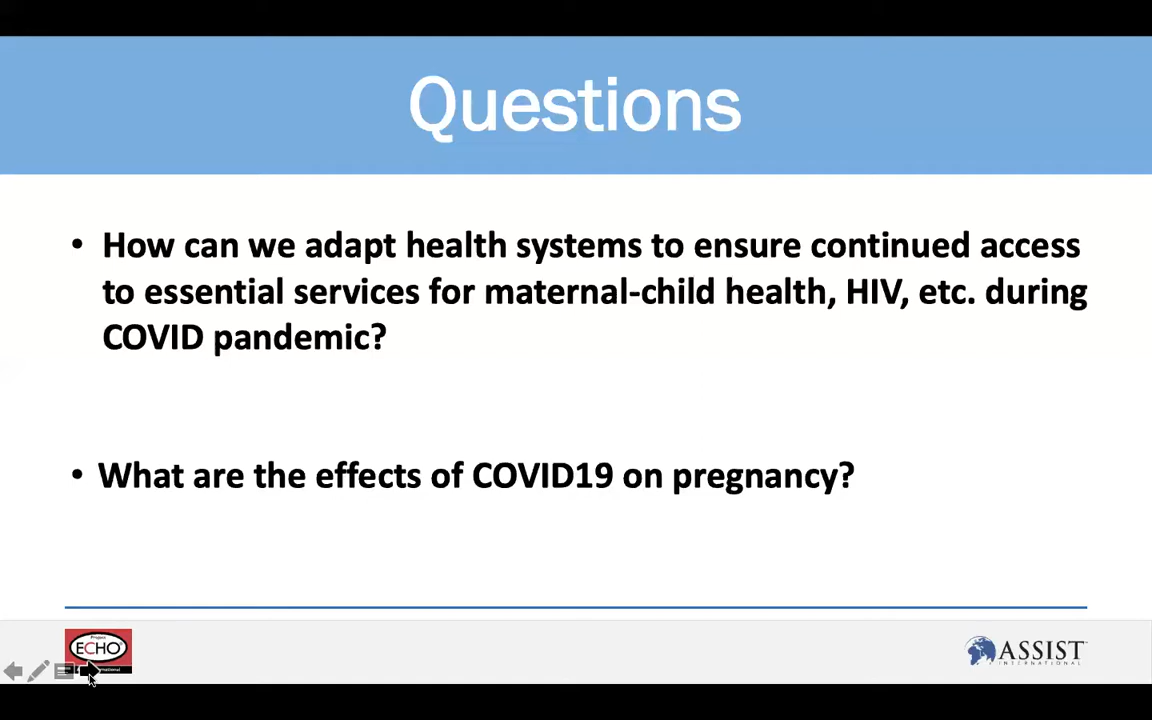 Questions
• How can we adapt health systems to ensure continued access
to essential services for maternal-child health, HIV, etc. during
COVID pandemic?
• What are the effects of COVID19 on pregnancy?
Project
ECHO
ASSIST
INTERNATIONAL